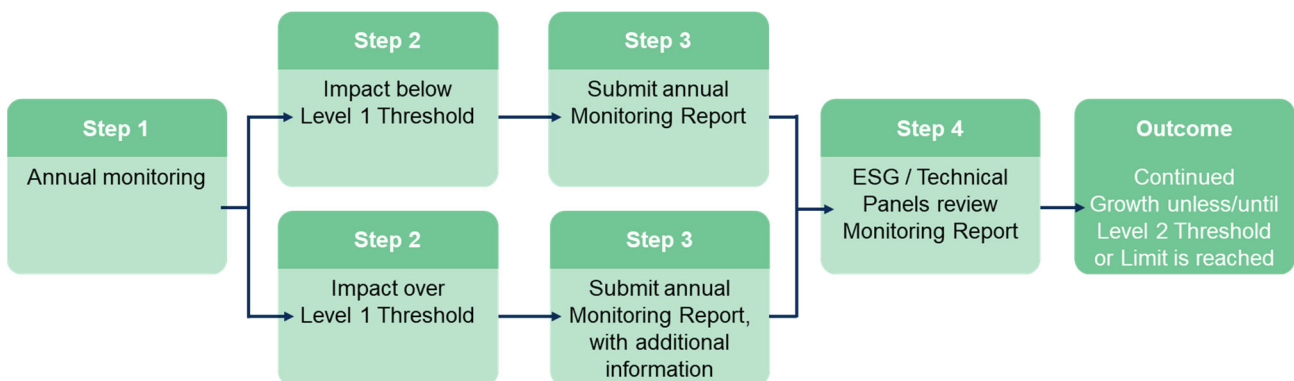 Step 1
Annual monitoring
Step 2
Impact below
Level 1 Threshold
Step 3
Submit annual
Monitoring Report
Step 2
Impact over
Level 1 Threshold
Step 3
Submit annual
Monitoring Report,
with additional
information
Step 4
ESG / Technical
Panels review
Monitoring Report
Outcome
Continued
Growth unless/until
Level 2 Threshold
or Limit is reached